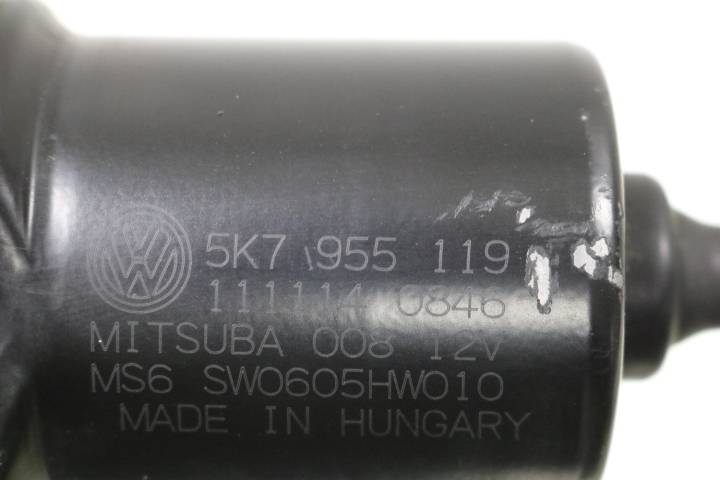 5K7 955 119
111114 0846
MITSUBA 008 12V
MS6 SW0605HW010
MADE IN HUNGARY